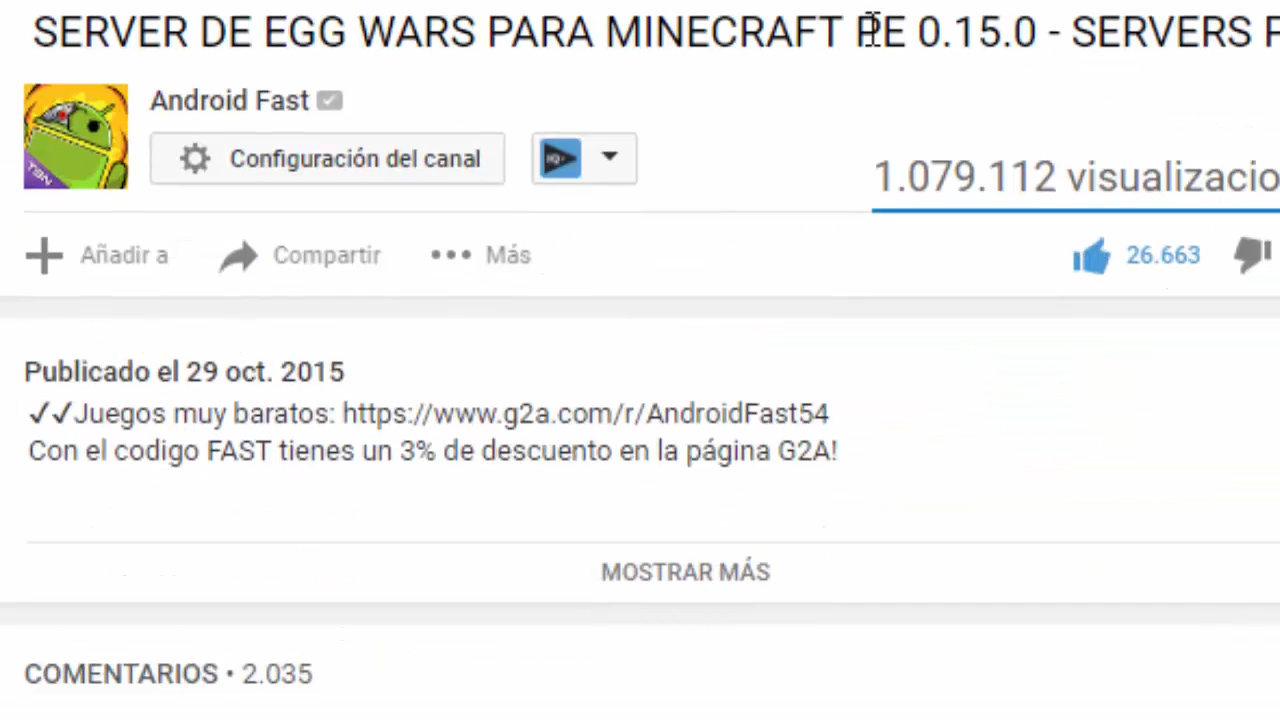 SERVER DE EGG WARS PARA MINECRAFT PE 0.15.0 - SERVERS
Android Fast
Configuración del canal
1.079.112 visualizacio
Añadir a
Compartir
Más
26.663
Publicado el 29 oct. 2015
✓✓Juegos muy baratos: https://www.g2a.com/r/AndroidFast54
Con el codigo FAST tienes un 3% de descuento en la página G2A!
MOSTRAR MÁS
COMENTARIOS • 2.035